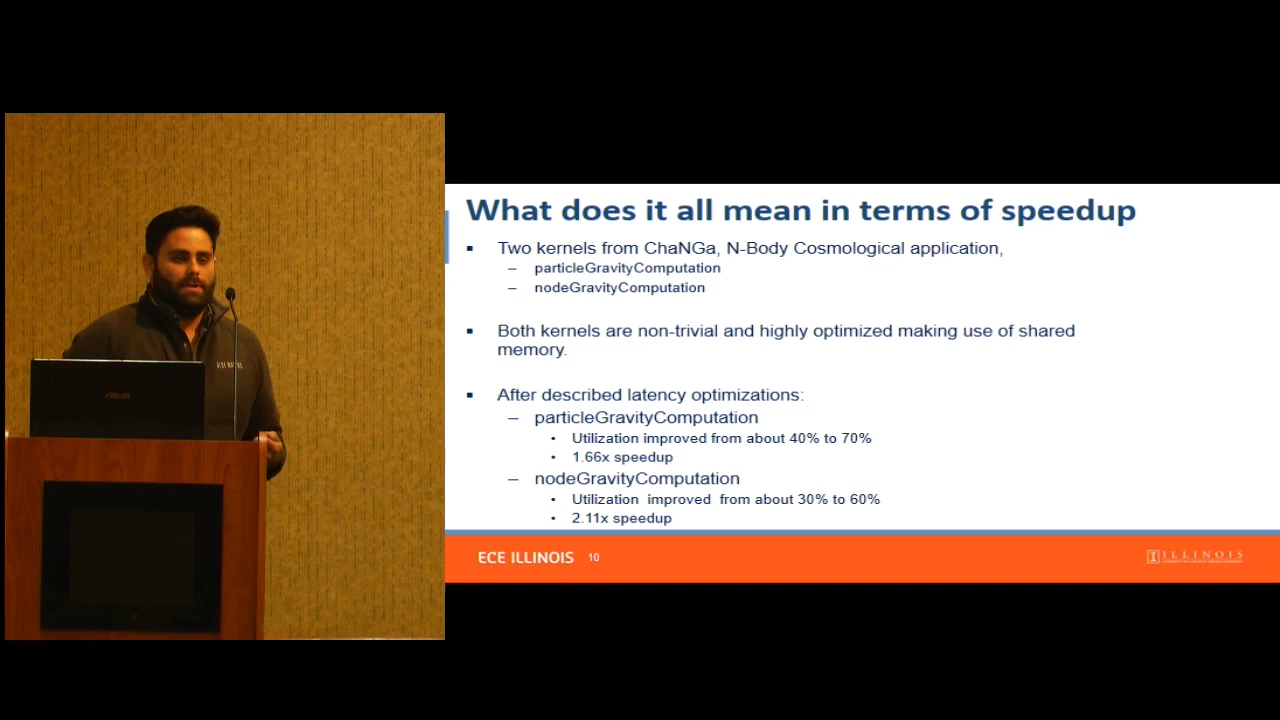 What does it all mean in terms of speedup
▪ Two kernels from ChaNGa, N-Body Cosmological application,
– particleGravityComputation
– nodeGravityComputation
▪ Both kernels are non-trivial and highly optimized making use of shared
memory.
▪ After described latency optimizations:
– particleGravityComputation
• Utilization improved from about 40% to 70%
• 1.66x speedup
– nodeGravityComputation
• Utilization improved from about 30% to 60%
• 2.11x speedup
ECE ILLINOIS 10
ILLINOIS
ASUS